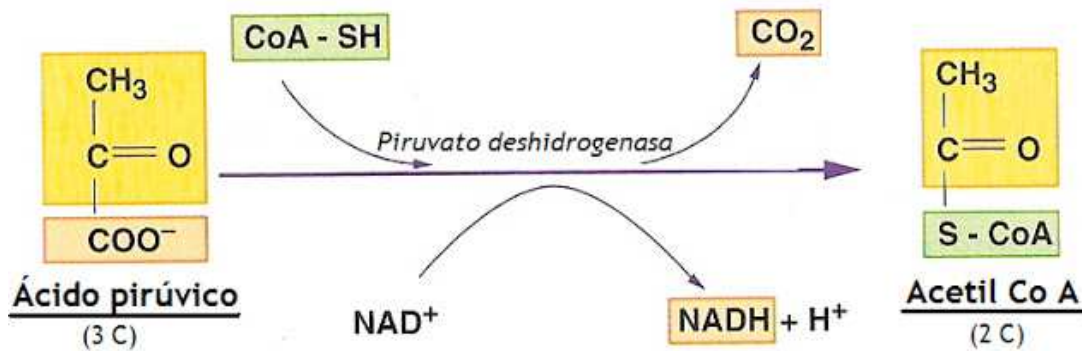 CoA - SH
CO₂
CH₃
C = O
COO⁻
Ácido pirúvico
(3 C)
Piruvato deshidrogenasa
NAD⁺
NADH + H⁺
CH₃
C = O
S - CoA
Acetil Co A
(2 C)